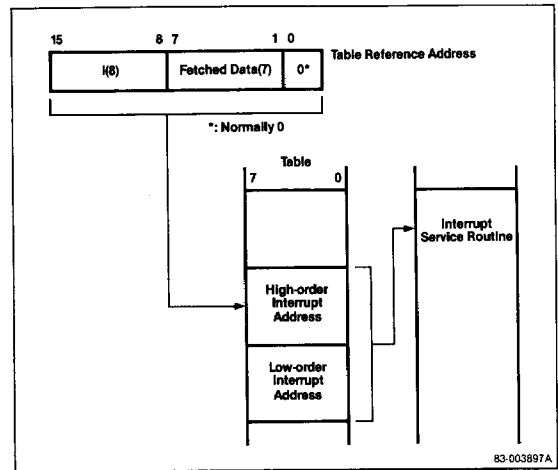 15 8 7 1 0
Table Reference Address
I(8) Fetched Data(7) 0*
*: Normally 0
Table
7 0
Interrupt
Service Routine
High-order
Interrupt
Address
Low-order
Interrupt
Address
83-003897A